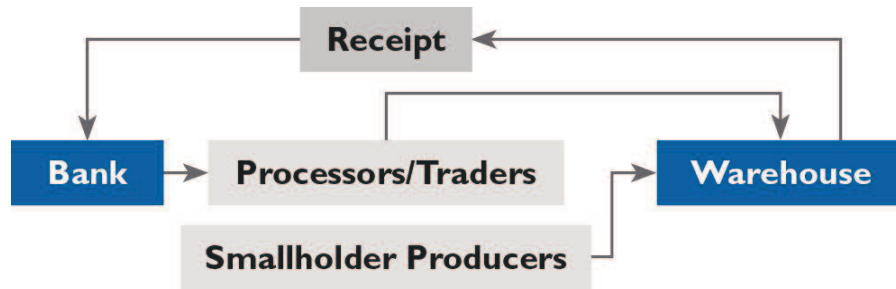 Receipt
Bank
Processors/Traders
Warehouse
Smallholder Producers